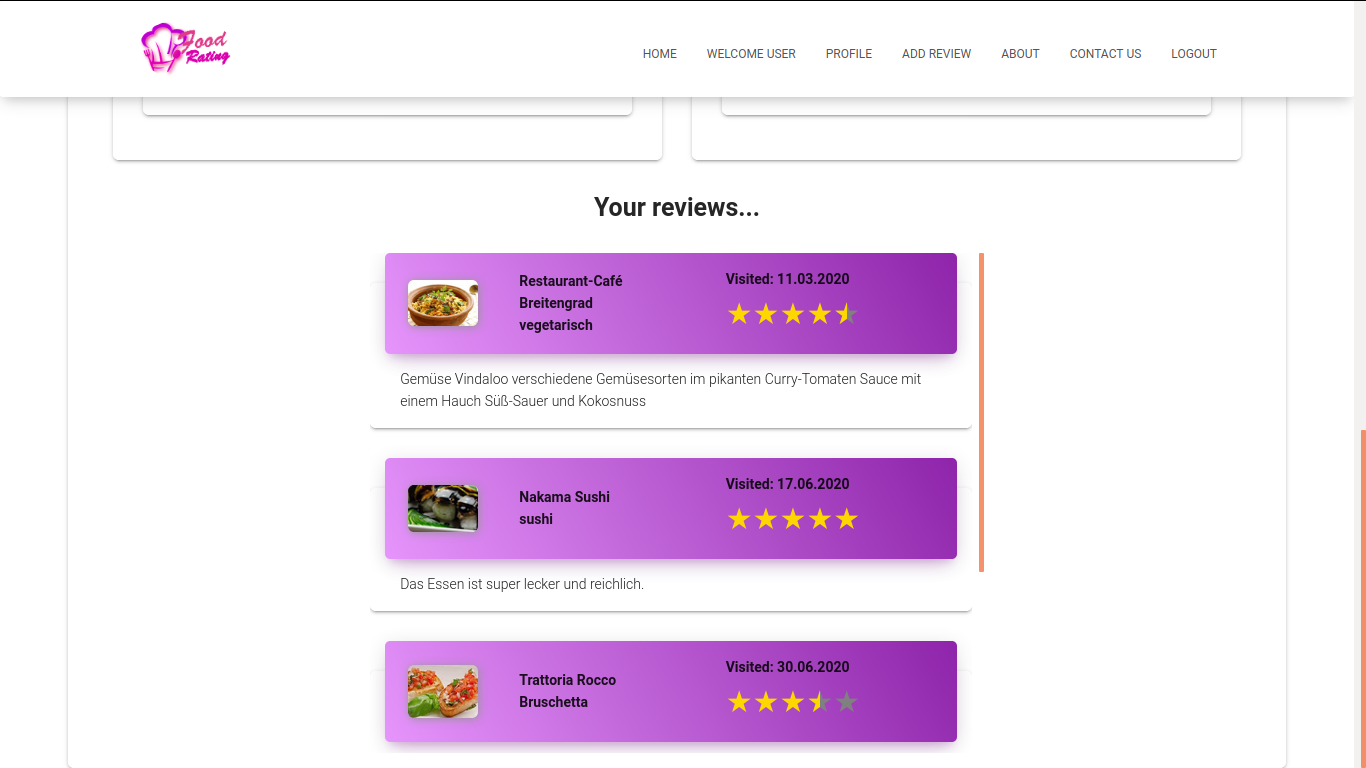 Food
Rating
HOME
WELCOME USER
PROFILE
ADD REVIEW
ABOUT
CONTACT US
LOGOUT
Your reviews...
Restaurant-Café
Breitengrad
vegetarisch
Visited: 11.03.2020
Gemüse Vindaloo verschiedene Gemüsesorten im pikanten Curry-Tomaten Sauce mit
einem Hauch Süß-Sauer und Kokosnuss
Nakama Sushi
sushi
Visited: 17.06.2020
Das Essen ist super lecker und reichlich.
Trattoria Rocco
Bruschetta
Visited: 30.06.2020